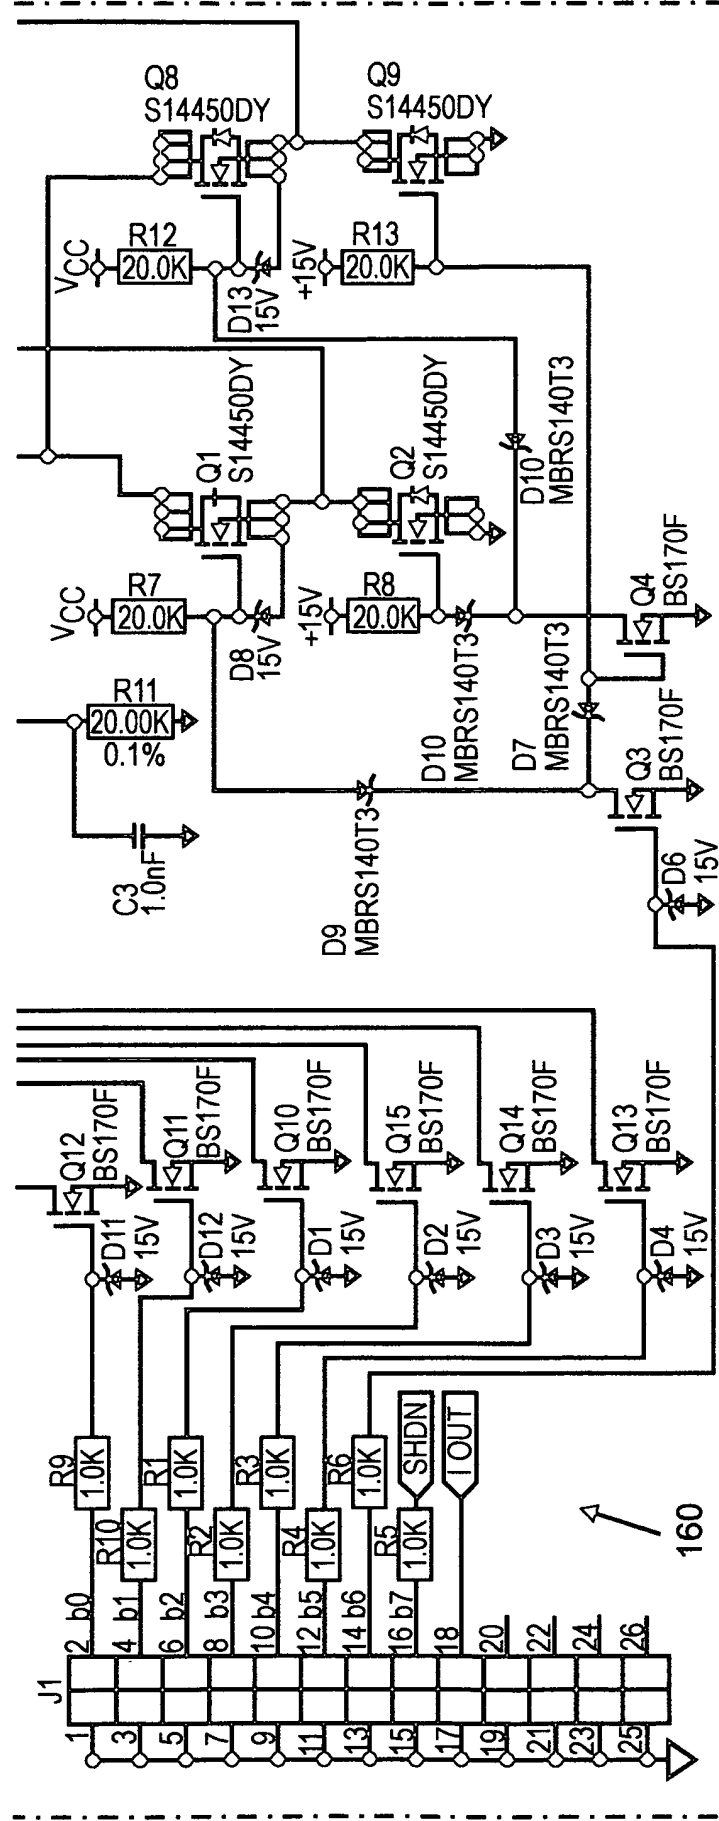 Q8
S14450DY
Q9
S14450DY
VCC
R12
20.0K
D13
15V
+15V
R13
20.0K
Q1
S14450DY
Q2
S14450DY
D10
MBRS140T3
VCC
R7
20.0K
D8
15V
+15V
R8
20.0K
Q4
BS170F
R11
20.00K
0.1%
D10
MBRS140T3
D7
MBRS140T3
Q3
BS170F
C3
1.0nF
D9
MBRS140T3
D6
15V
Q12
BS170F
Q11
BS170F
Q10
BS170F
Q15
BS170F
Q14
BS170F
Q13
BS170F
D11
15V
D12
15V
D1
15V
D2
15V
D3
15V
D4
15V
R9
1.0K
R1
1.0K
R3
1.0K
R6
1.0K
SHDN
I OUT
R10
1.0K
R2
1.0K
R4
1.0K
R5
1.0K
160
2 b0
4 b1
6 b2
8 b3
10 b4
12 b5
14 b6
16 b7
18
20
22
24
26
J1
1
3
5
7
9
11
13
15
17
19
21
23
25